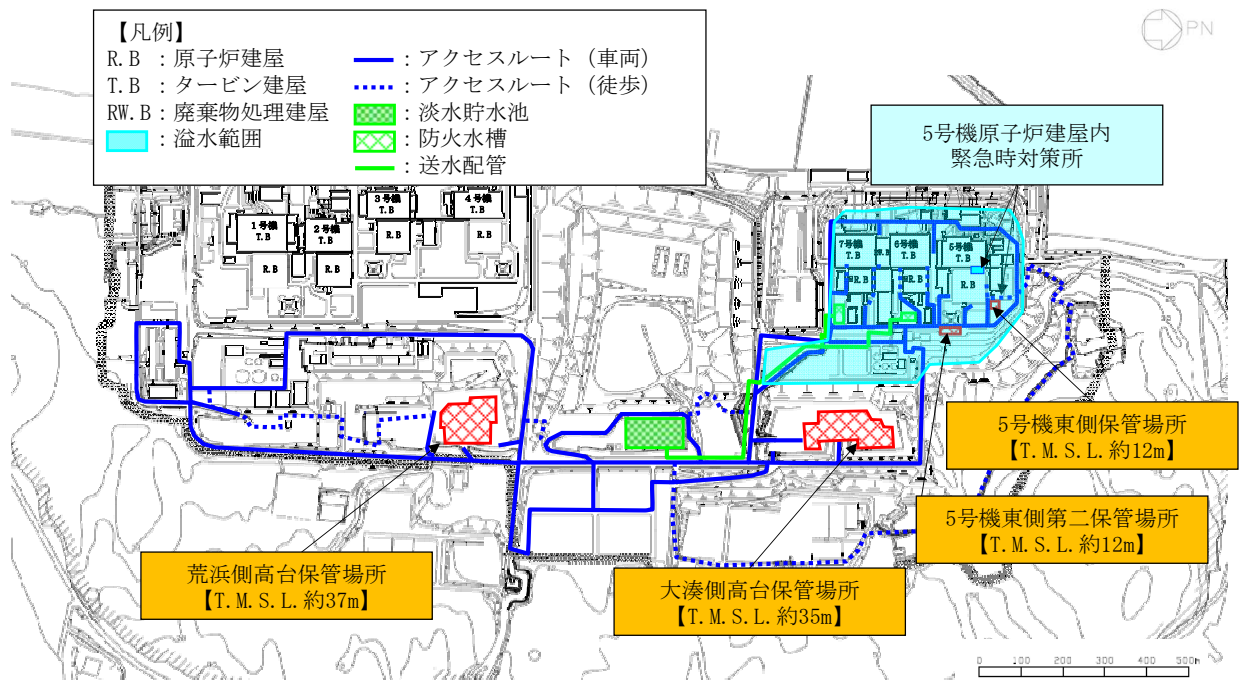 【凡例】
R.B ：原子炉建屋
T.B ：タービン建屋
RW.B：廃棄物処理建屋
：溢水範囲
：アクセスルート（車両）
：アクセスルート（徒歩）
：淡水貯水池
：防火水槽
：送水配管
PN
5号機原子炉建屋内
緊急時対策所
1号機
T.B
R.B
2号機
T.B
R.B
3号機
T.B
R.B
4号機
T.B
R.B
7号機
T.B
R.B
6号機
T.B
R.B
5号機
T.B
R.B
5号機東側保管場所
【T.M.S.L.約12m】
5号機東側第二保管場所
【T.M.S.L.約12m】
荒浜側高台保管場所
【T.M.S.L.約37m】
大湊側高台保管場所
【T.M.S.L.約35m】
0 100 200 300 400 500m